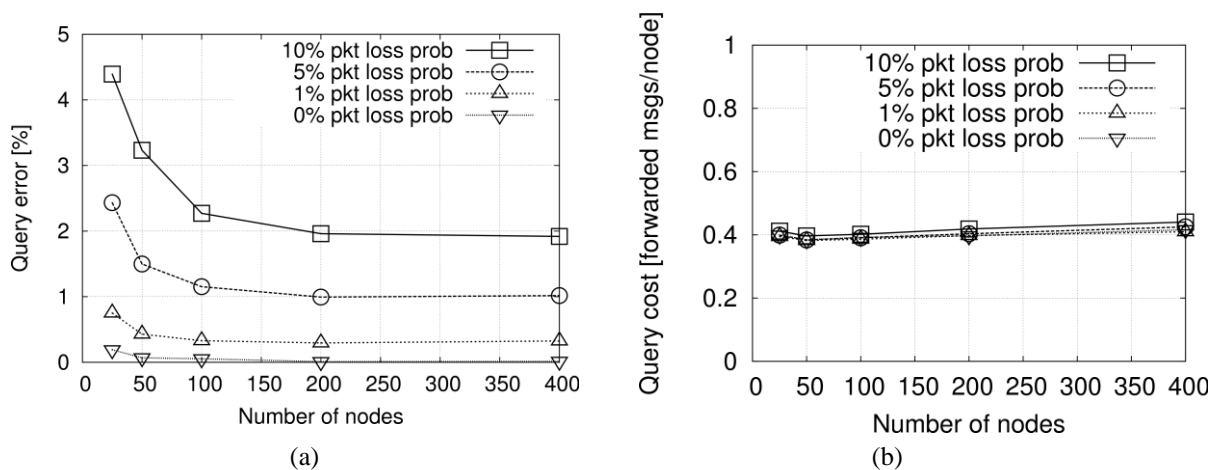 Query error [%]
5
4
3
2
1
0
10% pkt loss prob
5% pkt loss prob
1% pkt loss prob
0% pkt loss prob
0 50 100 150 200 250 300 350 400
Number of nodes
(a)
Query cost [forwarded msgs/node]
1
0.8
0.6
0.4
0.2
0
10% pkt loss prob
5% pkt loss prob
1% pkt loss prob
0% pkt loss prob
0 50 100 150 200 250 300 350 400
Number of nodes
(b)